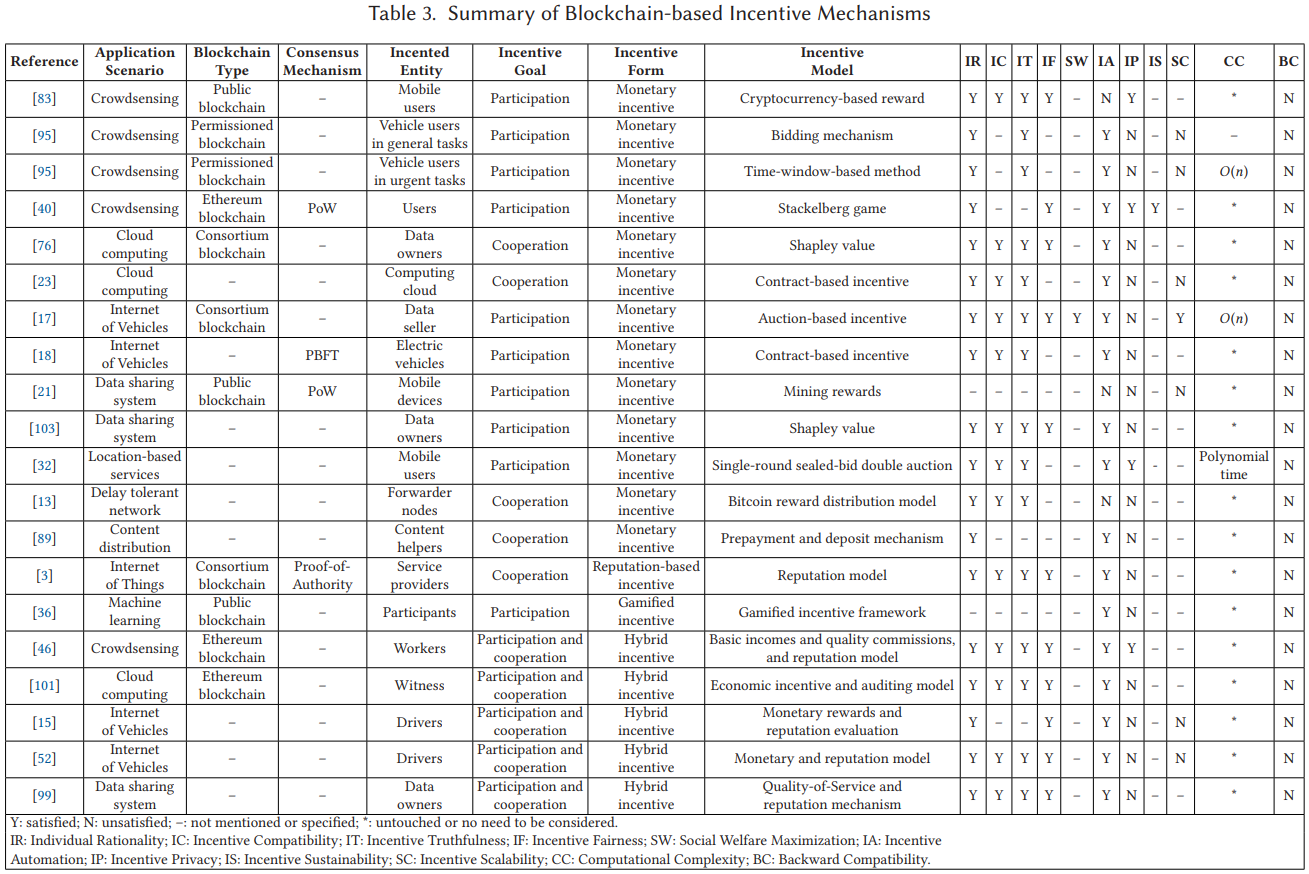 Table 3. Summary of Blockchain-based Incentive Mechanisms
Reference | Application Scenario | Blockchain Type | Consensus Mechanism | Incented Entity | Incentive Goal | Incentive Form | Incentive Model | IR | IC | IT | IF | SW | IA | IP | IS | SC | CC | BC
[83] | Crowdsensing | Public blockchain | – | Mobile users | Participation | Monetary incentive | Cryptocurrency-based reward | Y | Y | Y | Y | – | N | Y | – | – | * | N
[95] | Crowdsensing | Permissioned blockchain | – | Vehicle users in general tasks | Participation | Monetary incentive | Bidding mechanism | Y | – | Y | – | – | Y | N | – | N | – | N
[95] | Crowdsensing | Permissioned blockchain | – | Vehicle users in urgent tasks | Participation | Monetary incentive | Time-window-based method | Y | – | Y | – | – | Y | N | – | N | O(n) | N
[40] | Crowdsensing | Ethereum blockchain | PoW | Users | Participation | Monetary incentive | Stackelberg game | Y | – | – | Y | – | Y | Y | Y | – | * | N
[76] | Cloud computing | Consortium blockchain | – | Data owners | Cooperation | Monetary incentive | Shapley value | Y | Y | Y | Y | – | Y | N | – | – | * | N
[23] | Cloud computing | – | – | Computing cloud | Cooperation | Monetary incentive | Contract-based incentive | Y | Y | Y | – | – | Y | N | – | N | * | N
[17] | Internet of Vehicles | Consortium blockchain | – | Data seller | Participation | Monetary incentive | Auction-based incentive | Y | Y | Y | Y | Y | Y | N | – | Y | O(n) | N
[18] | Internet of Vehicles | – | PBFT | Electric vehicles | Participation | Monetary incentive | Contract-based incentive | Y | Y | Y | – | – | Y | N | – | – | * | N
[21] | Data sharing system | Public blockchain | PoW | Mobile devices | Participation | Monetary incentive | Mining rewards | – | – | – | – | – | N | N | – | N | * | N
[103] | Data sharing system | – | – | Data owners | Participation | Monetary incentive | Shapley value | Y | Y | Y | Y | – | Y | N | – | – | * | N
[32] | Location-based services | – | – | Mobile users | Participation | Monetary incentive | Single-round sealed-bid double auction | Y | Y | Y | – | – | Y | Y | - | – | Polynomial time | N
[13] | Delay tolerant network | – | – | Forwarder nodes | Cooperation | Monetary incentive | Bitcoin reward distribution model | Y | Y | Y | – | – | N | N | – | – | * | N
[89] | Content distribution | – | – | Content helpers | Cooperation | Monetary incentive | Prepayment and deposit mechanism | Y | – | – | – | – | Y | N | – | – | * | N
[3] | Internet of Things | Consortium blockchain | Proof-of-Authority | Service providers | Cooperation | Reputation-based incentive | Reputation model | Y | Y | Y | Y | – | Y | N | – | – | * | N
[36] | Machine learning | Public blockchain | – | Participants | Participation | Gamified incentive | Gamified incentive framework | – | – | – | – | – | Y | N | – | – | * | N
[46] | Crowdsensing | Ethereum blockchain | – | Workers | Participation and cooperation | Hybrid incentive | Basic incomes and quality commissions, and reputation model | Y | Y | Y | Y | – | Y | Y | – | – | * | N
[101] | Cloud computing | Ethereum blockchain | – | Witness | Participation and cooperation | Hybrid incentive | Economic incentive and auditing model | Y | Y | Y | Y | – | Y | N | – | – | * | N
[15] | Internet of Vehicles | – | – | Drivers | Participation and cooperation | Hybrid incentive | Monetary rewards and reputation evaluation | Y | – | – | Y | – | Y | N | – | N | * | N
[52] | Internet of Vehicles | – | – | Drivers | Participation and cooperation | Hybrid incentive | Monetary and reputation model | Y | Y | Y | Y | – | Y | N | – | N | * | N
[99] | Data sharing system | – | – | Data owners | Participation and cooperation | Hybrid incentive | Quality-of-Service and reputation mechanism | Y | Y | Y | Y | – | Y | N | – | – | * | N
Y: satisfied; N: unsatisfied; –: not mentioned or specified; *: untouched or no need to be considered.
IR: Individual Rationality; IC: Incentive Compatibility; IT: Incentive Truthfulness; IF: Incentive Fairness; SW: Social Welfare Maximization; IA: Incentive
Automation; IP: Incentive Privacy; IS: Incentive Sustainability; SC: Incentive Scalability; CC: Computational Complexity; BC: Backward Compatibility.